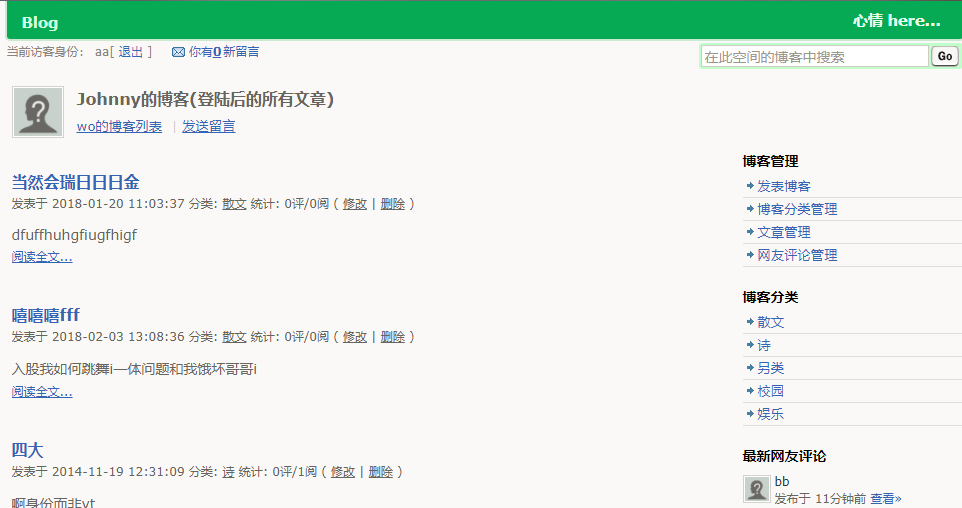 Blog
心情 here...
当前访客身份： aa[ 退出 ] 你有0新留言
在此空间的博客中搜索 Go
Johnny的博客(登陆后的所有文章)
wo的博客列表 | 发送留言
当然会瑞日日日金
发表于 2018-01-20 11:03:37 分类: 散文 统计: 0评/0阅 ( 修改 | 删除 )
dfuffhuhgfiugfhigf
阅读全文...
嘻嘻嘻fff
发表于 2018-02-03 13:08:36 分类: 散文 统计: 0评/0阅 ( 修改 | 删除 )
入股我如何跳舞i一体问题和我饿坏哥哥i
阅读全文...
四大
发表于 2014-11-19 12:31:09 分类: 诗 统计: 0评/1阅 ( 修改 | 删除 )
啊身份而非vt
博客管理
发表博客
博客分类管理
文章管理
网友评论管理
博客分类
散文
诗
另类
校园
娱乐
最新网友评论
bb
发布于 11分钟前 查看»